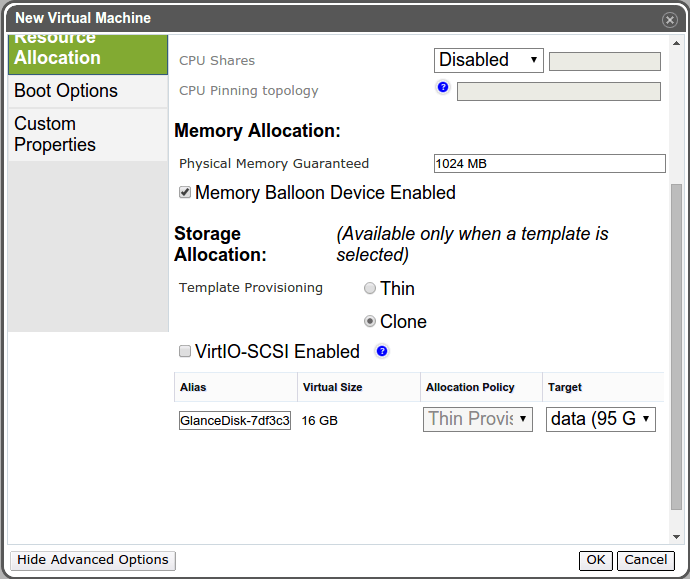 New Virtual Machine
Resource
Allocation
Boot Options
Custom
Properties
CPU Shares
Disabled
CPU Pinning topology
?
Memory Allocation:
Physical Memory Guaranteed
1024 MB
Memory Balloon Device Enabled
Storage
Allocation:
(Available only when a template is
selected)
Template Provisioning
Thin
Clone
VirtIO-SCSI Enabled
?
Alias Virtual Size Allocation Policy Target
GlanceDisk-7df3c3 16 GB Thin Provis data (95 G
Hide Advanced Options
OK
Cancel